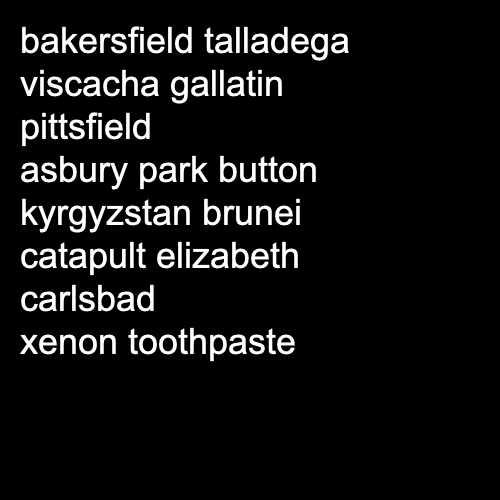 bakersfield talladega
viscacha gallatin
pittsfield
asbury park button
kyrgyzstan brunei
catapult elizabeth
carlsbad
xenon toothpaste